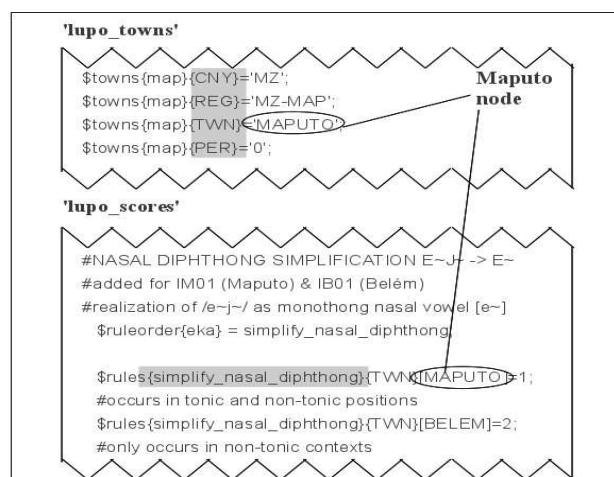 'lupo_towns'
$towns{map}{CNY}='MZ';
$towns{map}{REG}='MZ-MAP';
$towns{map}{TWN}='MAPUTO';
$towns{map}{PER}='0';
Maputo
node
'lupo_scores'
#NASAL DIPHTHONG SIMPLIFICATION E~J~ -> E~
#added for IM01 (Maputo) & IB01 (Belém)
#realization of /e~j~/ as monothong nasal vowel [e~]
$ruleorder{eka} = simplify_nasal_diphthong;
$rules{simplify_nasal_diphthong}{TWN}[MAPUTO]=1;
#occurs in tonic and non-tonic positions
$rules{simplify_nasal_diphthong}{TWN}[BELEM]=2;
#only occurs in non-tonic contexts